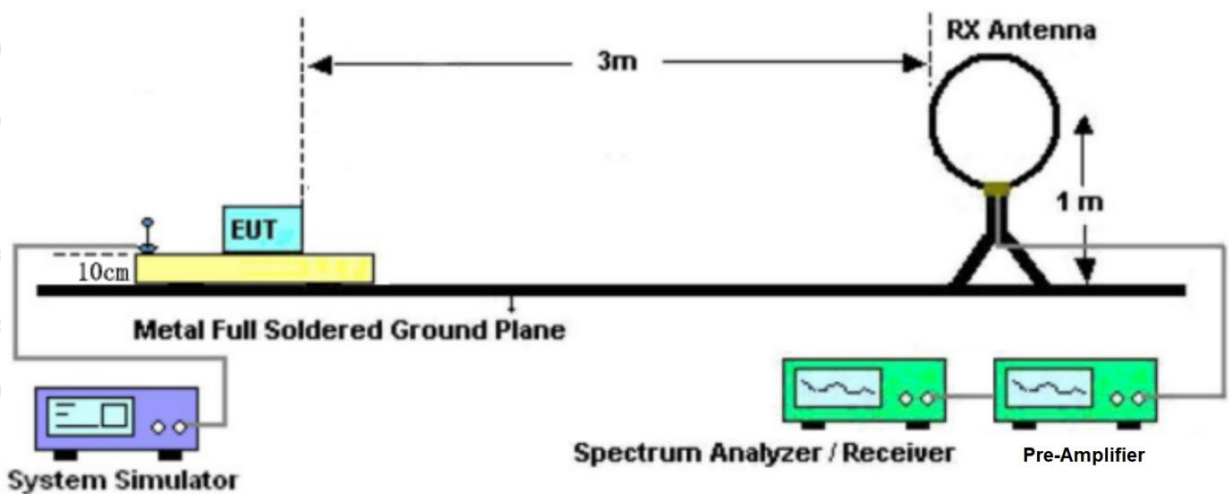 RX Antenna
3m
EUT
1 m
10cm
Metal Full Soldered Ground Plane
Spectrum Analyzer / Receiver
Pre-Amplifier
System Simulator